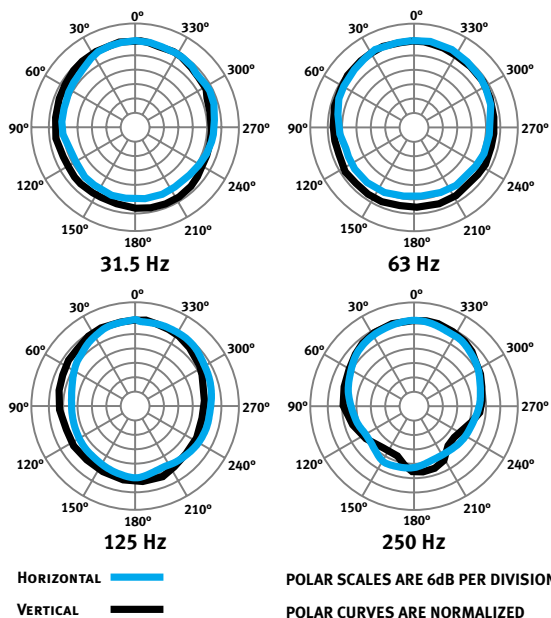 0º
30º 330º
60º 300º
90º 270º
120º 240º
150º 210º
180º
31.5 Hz
0º
30º 330º
60º 300º
90º 270º
120º 240º
150º 210º
180º
63 Hz
0º
30º 330º
60º 300º
90º 270º
120º 240º
150º 210º
180º
125 Hz
0º
30º 330º
60º 300º
90º 270º
120º 240º
150º 210º
180º
250 Hz
HORIZONTAL
VERTICAL
POLAR SCALES ARE 6dB PER DIVISION
POLAR CURVES ARE NORMALIZED